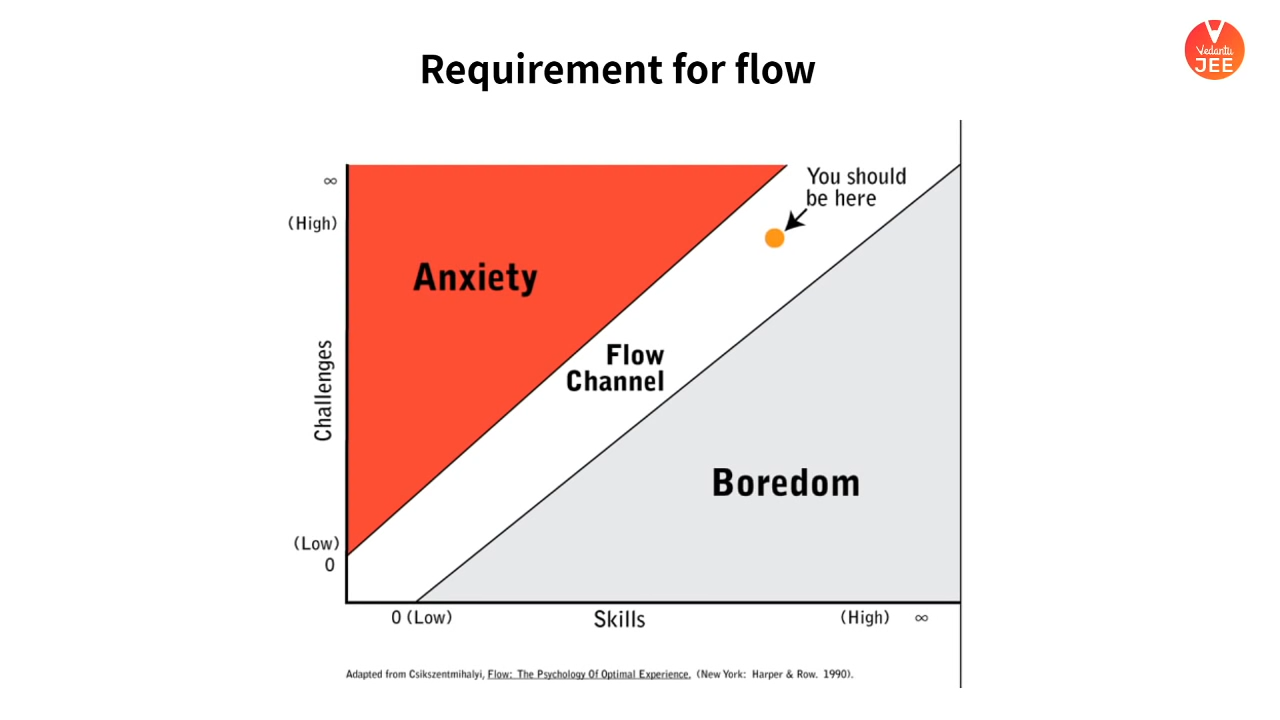 Requirement for flow
Vedantu
JEE
∞
(High)
You should
be here
Anxiety
Flow
Channel
Challenges
Boredom
(Low)
0
0 (Low)
Skills
(High)
∞
Adapted from Csikszentmihalyi, Flow: The Psychology Of Optimal Experience. (New York: Harper & Row. 1990).